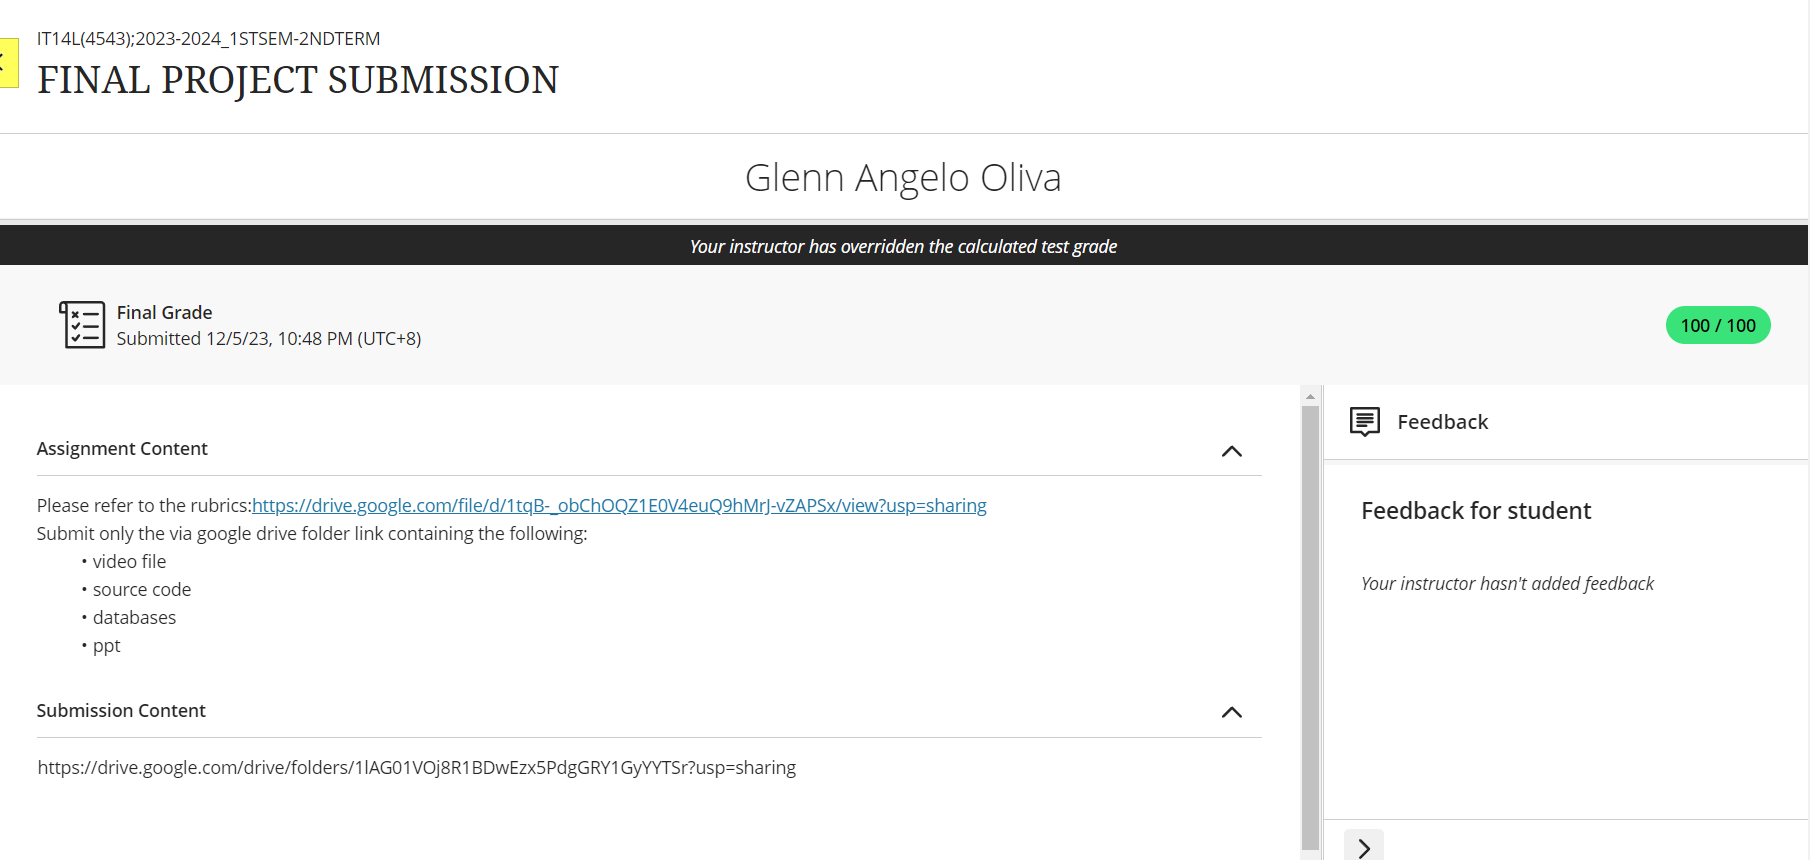 IT14L(4543);2023-2024_1STSEM-2NDTERM
FINAL PROJECT SUBMISSION
Glenn Angelo Oliva
Your instructor has overridden the calculated test grade
Final Grade
Submitted 12/5/23, 10:48 PM (UTC+8)
100 / 100
Assignment Content
Please refer to the rubrics:https://drive.google.com/file/d/1tqB-_obChOQZ1E0V4euQ9hMrJ-vZAPSx/view?usp=sharing
Submit only the via google drive folder link containing the following:
• video file
• source code
• databases
• ppt
Submission Content
https://drive.google.com/drive/folders/1lAG01VOj8R1BDwEzx5PdgGRY1GyYYTSr?usp=sharing
Feedback
Feedback for student
Your instructor hasn't added feedback